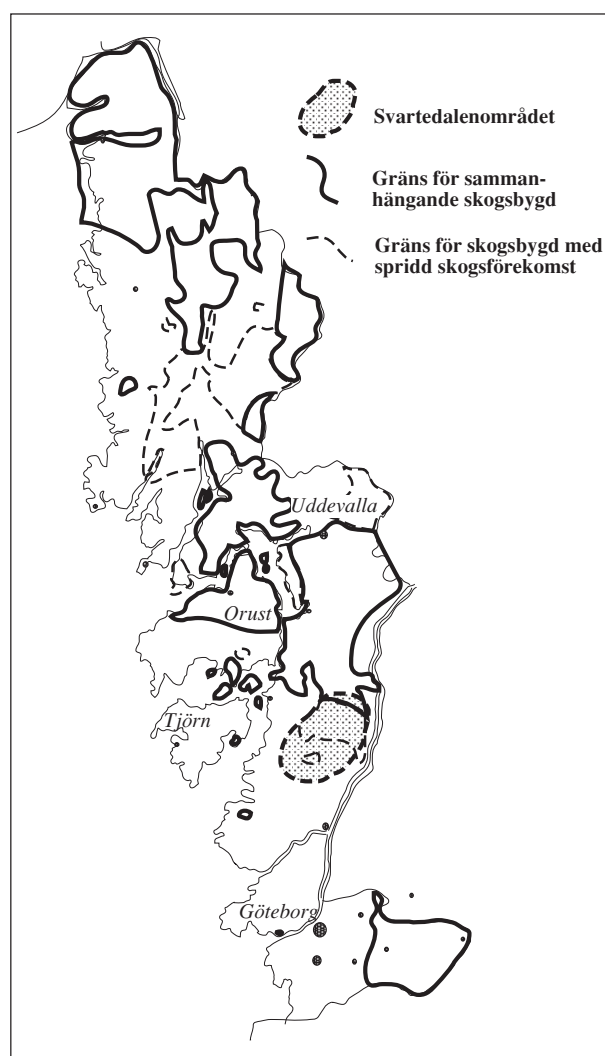 Svartedalenområdet
Gräns för samman-
hängande skogsbygd
Gräns för skogsbygd med
spridd skogsförekomst
Uddevalla
Orust
Tjörn
Göteborg